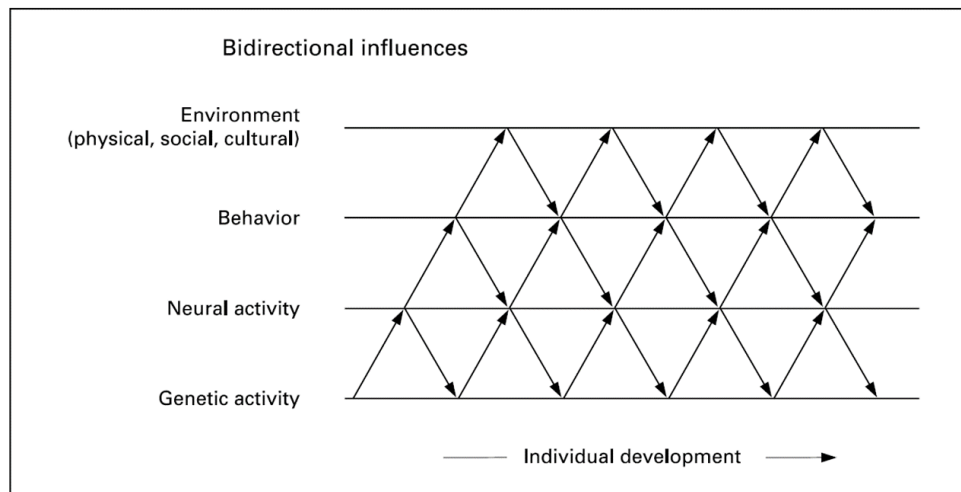 Bidirectional influences
Environment
(physical, social, cultural)
Behavior
Neural activity
Genetic activity
Individual development